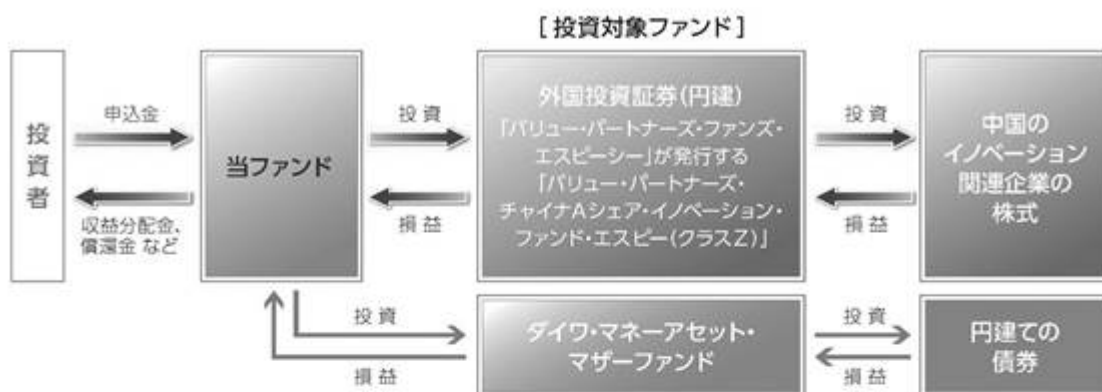 [投資対象ファンド]
投資者
申込金
収益分配金、
償還金 など
当ファンド
投資
損益
外国投資証券(円建)
「バリュー・パートナーズ・ファンズ・
エスピーシー」が発行する
「バリュー・パートナーズ・
チャイナAシェア・イノベーション・
ファンド・エスピー(クラスZ)」
投資
損益
中国の
イノベーション
関連企業の
株式
投資
損益
ダイワ・マネーアセット・
マザーファンド
投資
損益
円建ての
債券